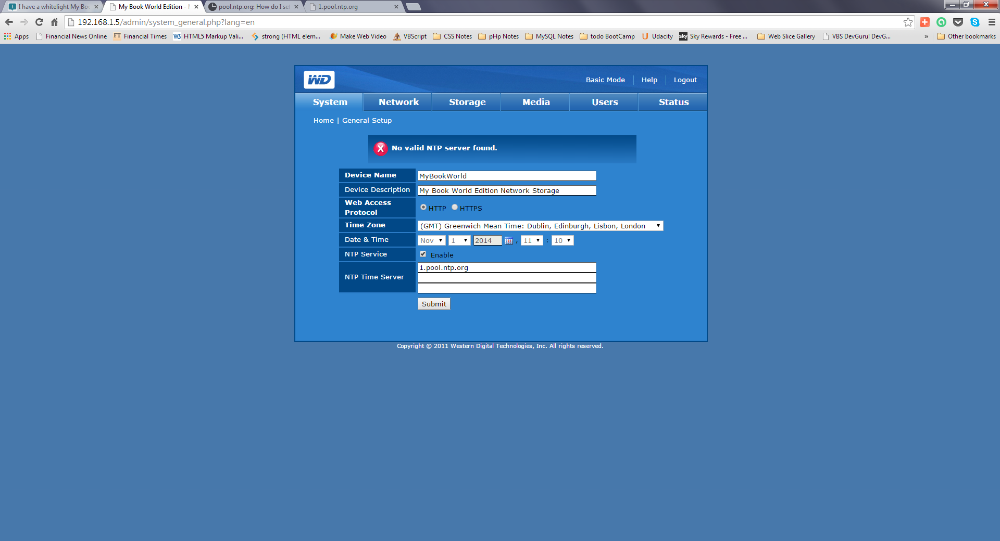 I have a whitelight My Boo
My Book World Edition -
pool.ntp.org: How do I se
1.pool.ntp.org
192.168.1.5/admin/system_general.php?lang=en
Apps Financial News Online FT Financial Times W3 HTML5 Markup Vali... strong (HTML elem... Make Web Video VBScript CSS Notes pHp Notes MySQL Notes todo BootCamp Udacity sky Sky Rewards - Free ... Web Slice Gallery VBS DevGuru! DevG... » Other bookmarks
WD
Basic Mode Help Logout
System Network Storage Media Users Status
Home | General Setup
No valid NTP server found.
Device Name MyBookWorld
Device Description My Book World Edition Network Storage
Web Access
Protocol
HTTP HTTPS
Time Zone (GMT) Greenwich Mean Time: Dublin, Edinburgh, Lisbon, London
Date & Time Nov 1 2014 , 11 : 10
NTP Service Enable
1.pool.ntp.org
NTP Time Server
Submit
Copyright © 2011 Western Digital Technologies, Inc. All rights reserved.